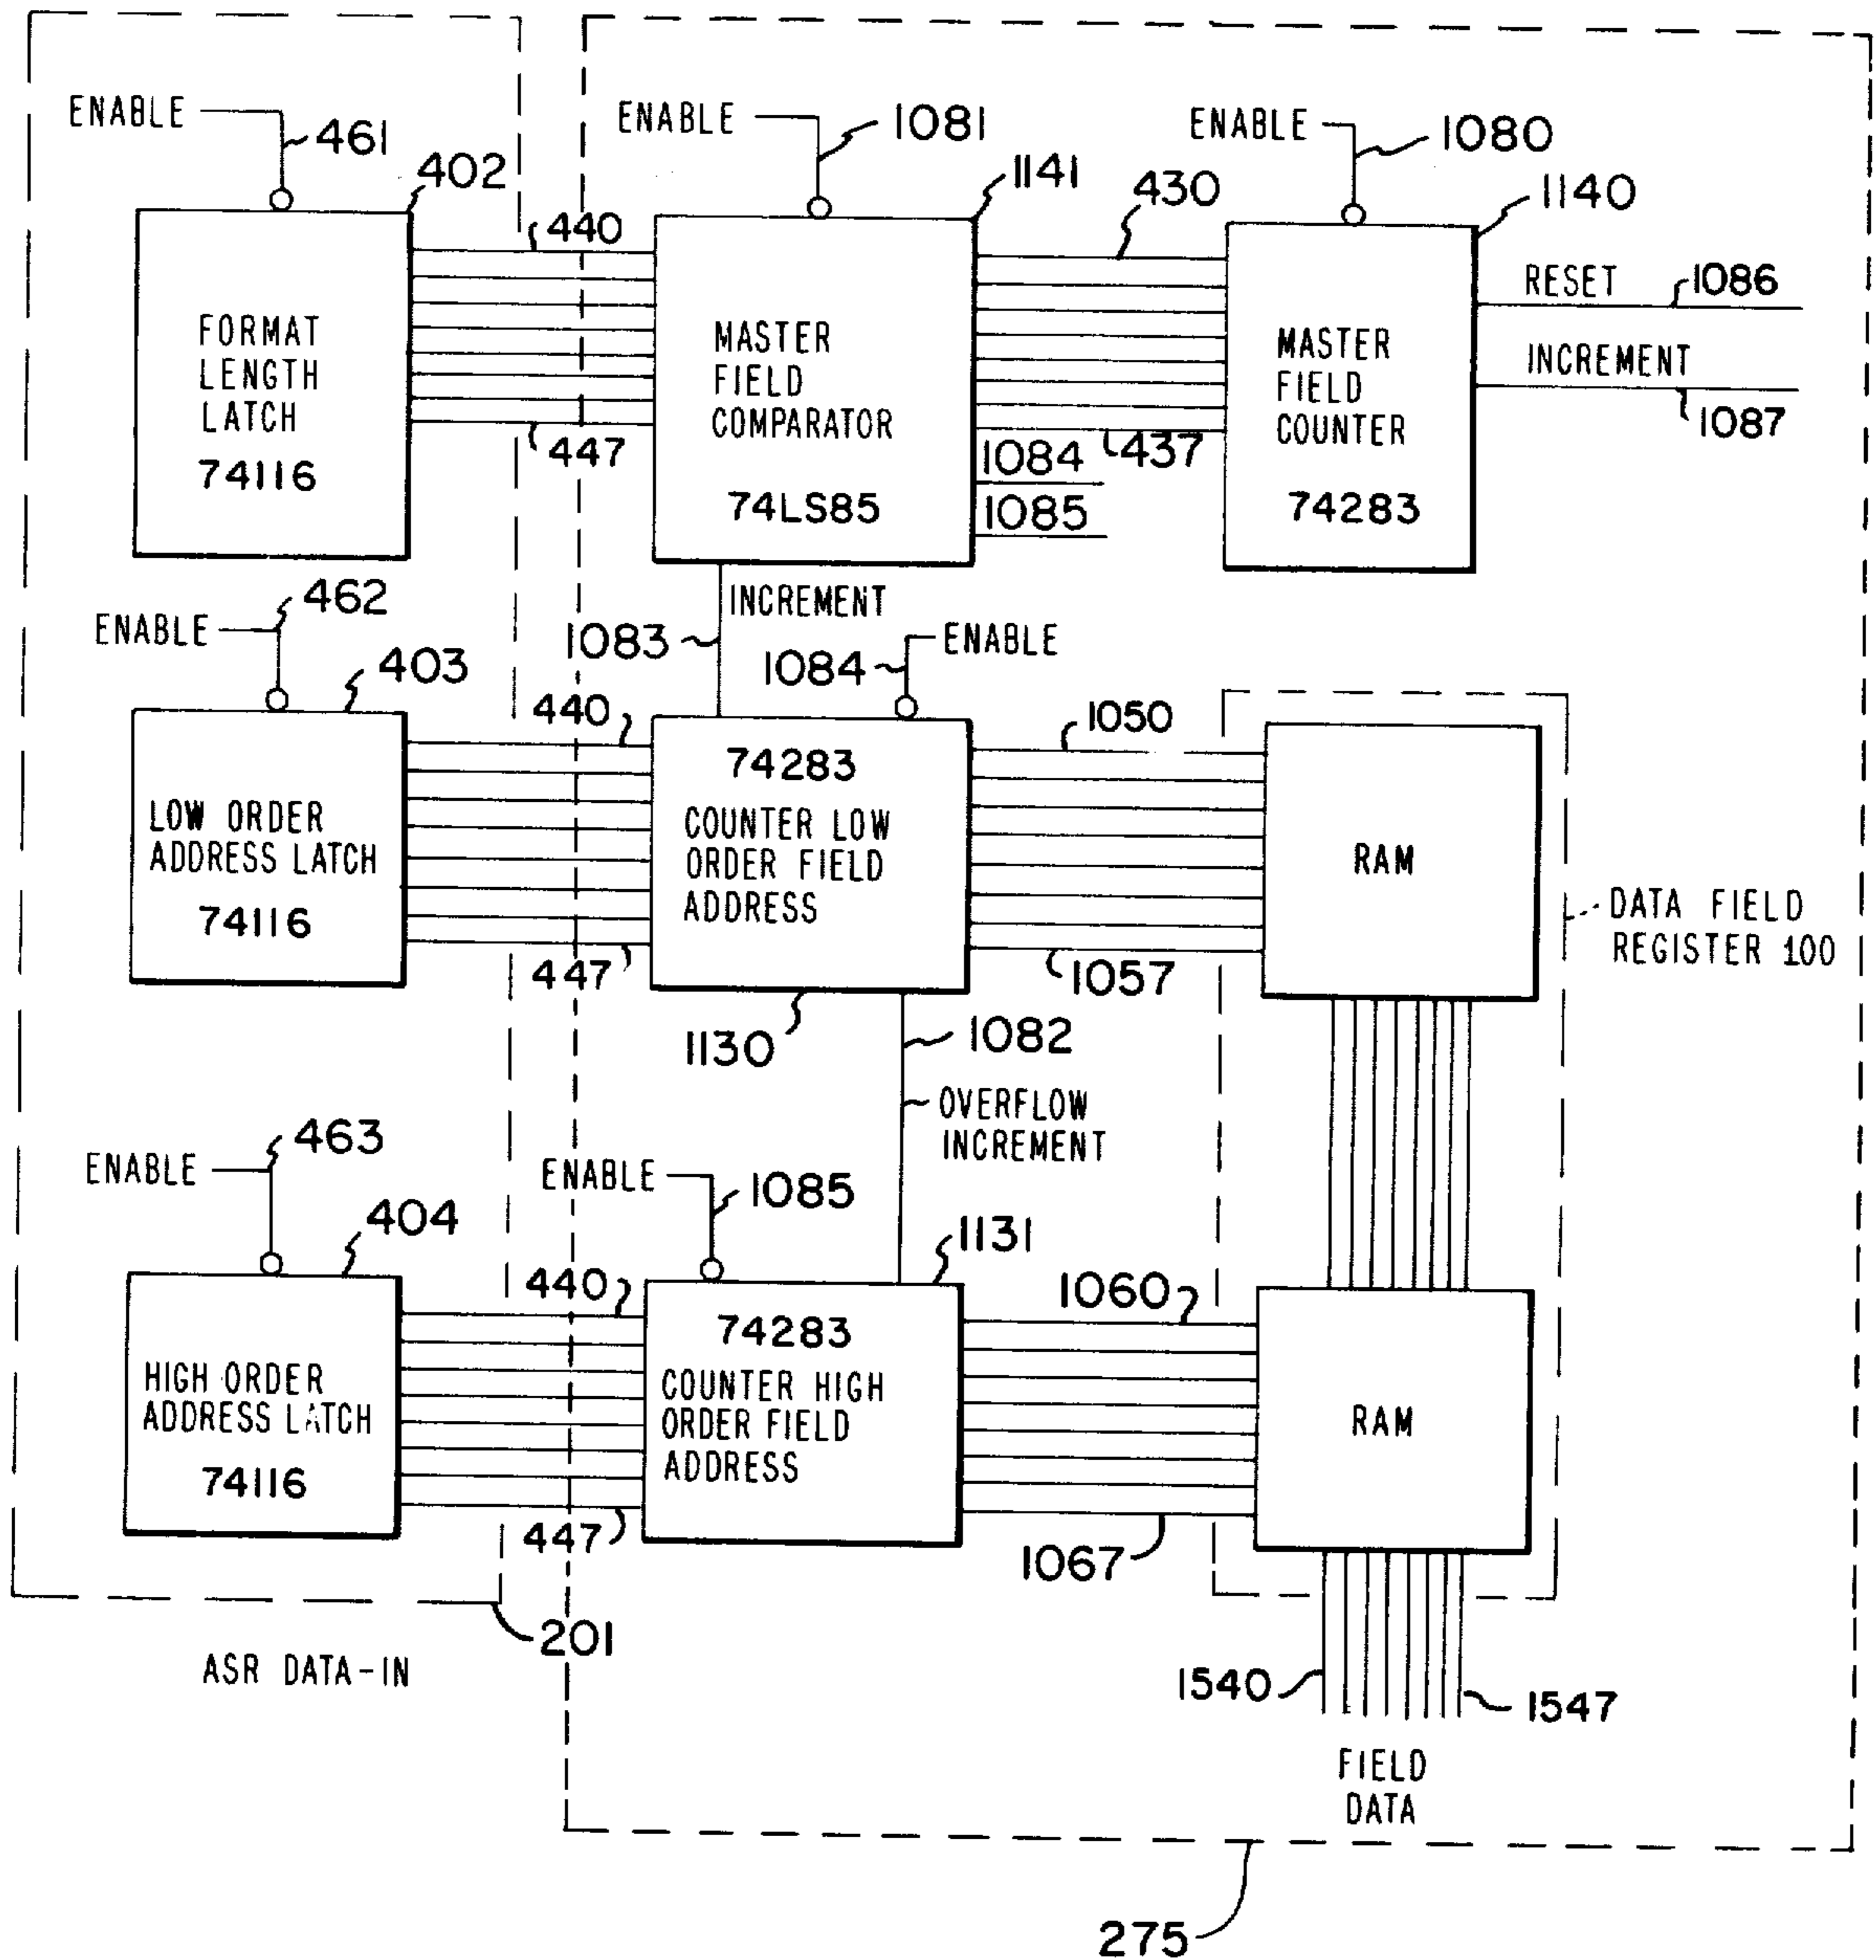 ENABLE
461
402
440
FORMAT
LENGTH
LATCH
74116
447
ENABLE
1081
1141
430
MASTER
FIELD
COMPARATOR
74LS85
437
1084
1085
ENABLE
1080
1140
MASTER
FIELD
COUNTER
74283
RESET
1086
INCREMENT
1087
ENABLE
462
403
440
LOW ORDER
ADDRESS LATCH
74116
447
INCREMENT
1083
1084
ENABLE
74283
COUNTER LOW
ORDER FIELD
ADDRESS
1130
1050
1057
RAM
DATA FIELD
REGISTER 100
1082
OVERFLOW
INCREMENT
ENABLE
463
404
440
HIGH ORDER
ADDRESS LATCH
74116
447
ENABLE
1085
1131
74283
COUNTER HIGH
ORDER FIELD
ADDRESS
1060
1067
RAM
201
ASR DATA-IN
1540
1547
FIELD
DATA
275